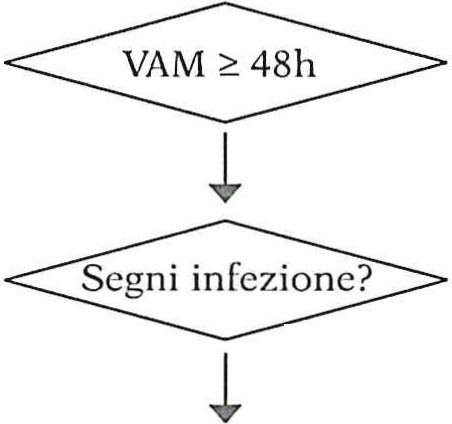 VAM ≥ 48h
Segni infezione?